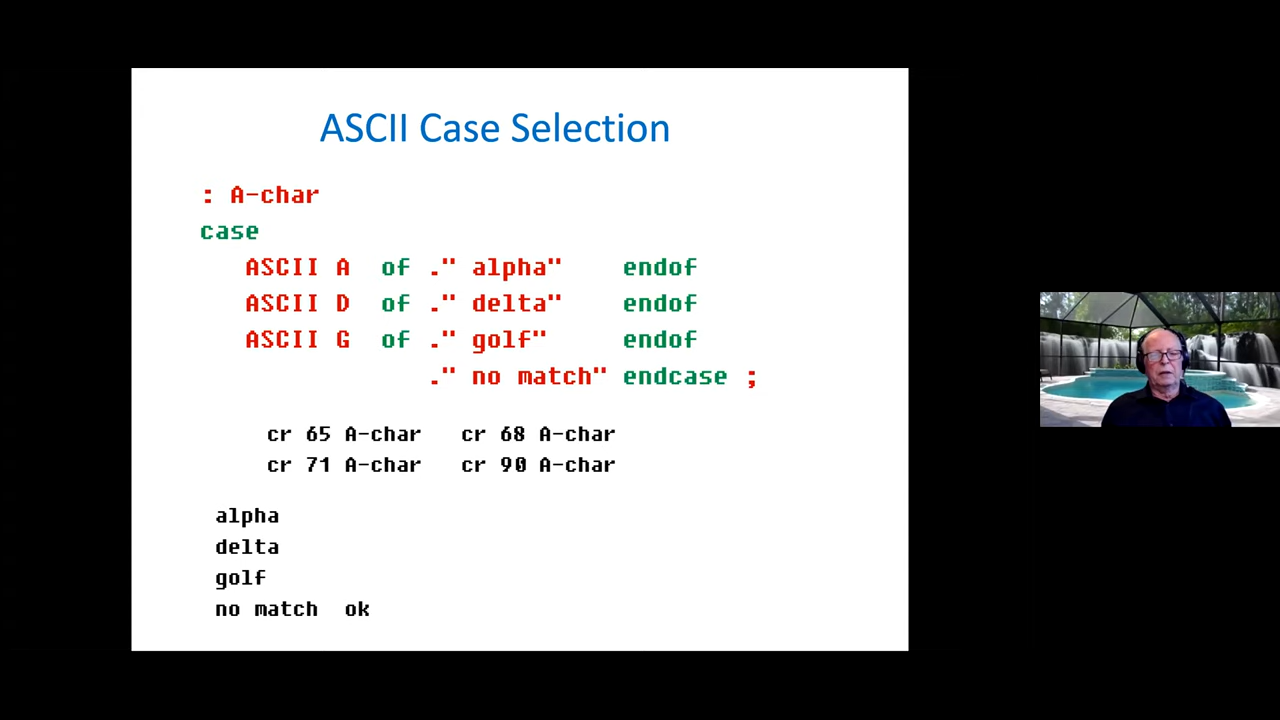 ASCII Case Selection
: A-char
case
ASCII A of ." alpha" endof
ASCII D of ." delta" endof
ASCII G of ." golf" endof
." no match" endcase ;
cr 65 A-char cr 68 A-char
cr 71 A-char cr 90 A-char
alpha
delta
golf
no match ok